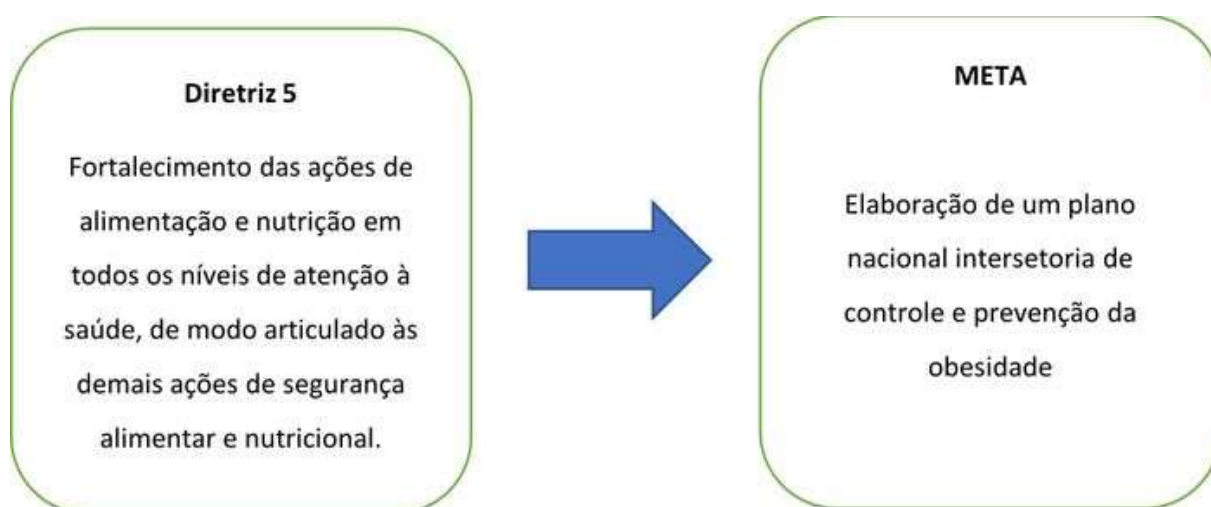 Diretriz 5
Fortalecimento das ações de
alimentação e nutrição em
todos os níveis de atenção à
saúde, de modo articulado às
demais ações de segurança
alimentar e nutricional.
META
Elaboração de um plano
nacional intersetoria de
controle e prevenção da
obesidade